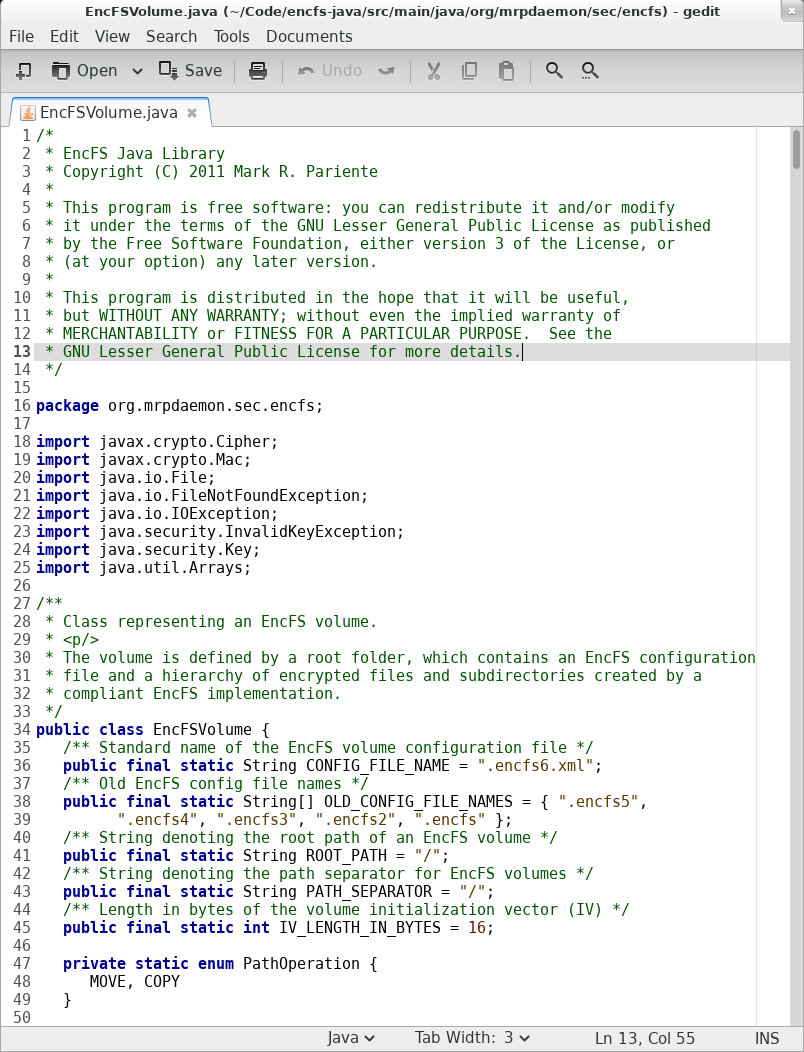 EncFSVolume.java (~/Code/encfs-java/src/main/java/org/mrpdaemon/sec/encfs) - gedit
File Edit View Search Tools Documents
Open Save Undo
EncFSVolume.java
1 /*
2  * EncFS Java Library
3  * Copyright (C) 2011 Mark R. Pariente
4  *
5  * This program is free software: you can redistribute it and/or modify
6  * it under the terms of the GNU Lesser General Public License as published
7  * by the Free Software Foundation, either version 3 of the License, or
8  * (at your option) any later version.
9  *
10  * This program is distributed in the hope that it will be useful,
11  * but WITHOUT ANY WARRANTY; without even the implied warranty of
12  * MERCHANTABILITY or FITNESS FOR A PARTICULAR PURPOSE.  See the
13  * GNU Lesser General Public License for more details.
14  */
15
16 package org.mrpdaemon.sec.encfs;
17
18 import javax.crypto.Cipher;
19 import javax.crypto.Mac;
20 import java.io.File;
21 import java.io.FileNotFoundException;
22 import java.io.IOException;
23 import java.security.InvalidKeyException;
24 import java.security.Key;
25 import java.util.Arrays;
26
27 /**
28  * Class representing an EncFS volume.
29  * <p/>
30  * The volume is defined by a root folder, which contains an EncFS configuration
31  * file and a hierarchy of encrypted files and subdirectories created by a
32  * compliant EncFS implementation.
33  */
34 public class EncFSVolume {
35    /** Standard name of the EncFS volume configuration file */
36    public final static String CONFIG_FILE_NAME = ".encfs6.xml";
37    /** Old EncFS config file names */
38    public final static String[] OLD_CONFIG_FILE_NAMES = { ".encfs5",
39          ".encfs4", ".encfs3", ".encfs2", ".encfs" };
40    /** String denoting the root path of an EncFS volume */
41    public final static String ROOT_PATH = "/";
42    /** String denoting the path separator for EncFS volumes */
43    public final static String PATH_SEPARATOR = "/";
44    /** Length in bytes of the volume initialization vector (IV) */
45    public final static int IV_LENGTH_IN_BYTES = 16;
46
47    private static enum PathOperation {
48       MOVE, COPY
49    }
50
Java Tab Width: 3 Ln 13, Col 55 INS